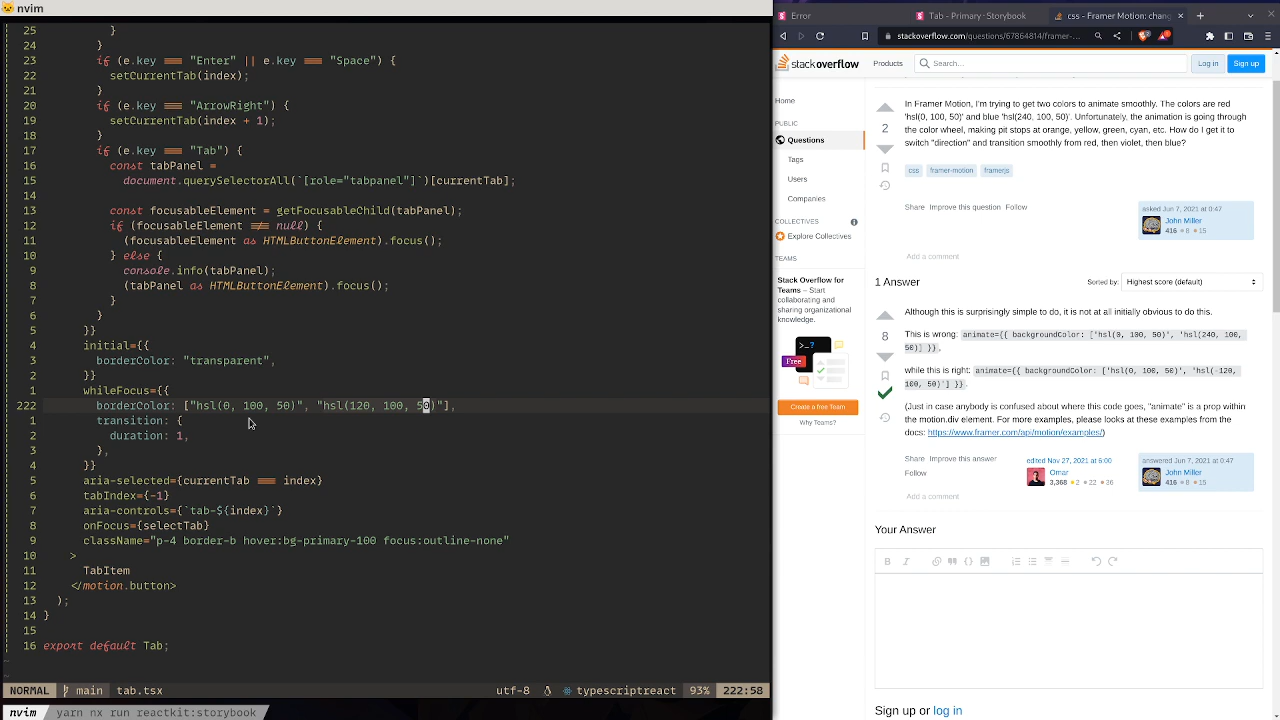 nvim
25 }
24 }
23 if (e.key === "Enter" || e.key === "Space") {
22 setcurrentTab(index);
21 }
20 if (e.key === "ArrowRight") {
19 setCurrentTab(index + 1);
18 }
17 if (e.key === "Tab") {
16 const tabPanel =
15 document.querySelectorAll(`[role="tabpanel"]`)[currentTab];
14
13 const focusableElement = getFocusableChild(tabPanel);
12 if (focusableElement !== null) {
11 (focusableElement as HTMLButtonElement).focus();
10 } else {
9 console.info(tabPanel);
8 (tabPanel as HTMLButtonElement).focus();
7 }
6 }
5 }}
4 initial={{
3 borderColor: "transparent",
2 }}
1 whileFocus={{
222 borderColor: ["hsl(0, 100, 50)", "hsl(120, 100, 50)"],
1 transition: {
2 duration: 1,
3 },
4 }}
5 aria-selected={currentTab === index}
6 tabIndex={-1}
7 aria-controls={`tab-${index}`}
8 onFocus={selectTab}
9 className="p-4 border-b hover:bg-primary-100 focus:outline-none"
10 >
11 TabItem
12 </motion.button>
13 );
14 }
15
16 export default Tab;
~
~
NORMAL main tab.tsx utf-8 typescriptreact 93% 222:58
nvim yarn nx run reactkit:storybook
Error
Tab - Primary ⋅ Storybook
css - Framer Motion: chang
stackoverflow.com/questions/67864814/framer-
stack overflow
Products
Search...
Log in
Sign up
Home
PUBLIC
Questions
Tags
Users
Companies
COLLECTIVES
Explore Collectives
TEAMS
Stack Overflow for
Teams – Start
collaborating and
sharing organizational
knowledge.
>_?
Free
Create a free Team
Why Teams?
In Framer Motion, I'm trying to get two colors to animate smoothly. The colors are red
'hsl(0, 100, 50)' and blue 'hsl(240, 100, 50)'. Unfortunately, the animation is going through
2
the color wheel, making pit stops at orange, yellow, green, cyan, etc. How do I get it to
switch "direction" and transition smoothly from red, then violet, then blue?
css framer-motion framerjs
Share Improve this question Follow
asked Jun 7, 2021 at 0:47
John Miller
416 8 15
Add a comment
1 Answer
Sorted by: Highest score (default)
Although this is surprisingly simple to do, it is not at all initially obvious to do this.
8
This is wrong: animate={{ backgroundColor: ['hsl(0, 100, 50)', 'hsl(240, 100,
50)] }},
while this is right: animate={{ backgroundColor: ['hsl(0, 100, 50)', 'hsl(-120,
100, 50)'] }}.
(Just in case anybody is confused about where this code goes, "animate" is a prop within
the motion.div element. For more examples, please looks at these examples from the
docs: https://www.framer.com/api/motion/examples/)
Share Improve this answer
Follow
edited Nov 27, 2021 at 6:00
Omar
3,368 2 22 36
answered Jun 7, 2021 at 0:47
John Miller
416 8 15
Add a comment
Your Answer
B I
Sign up or log in